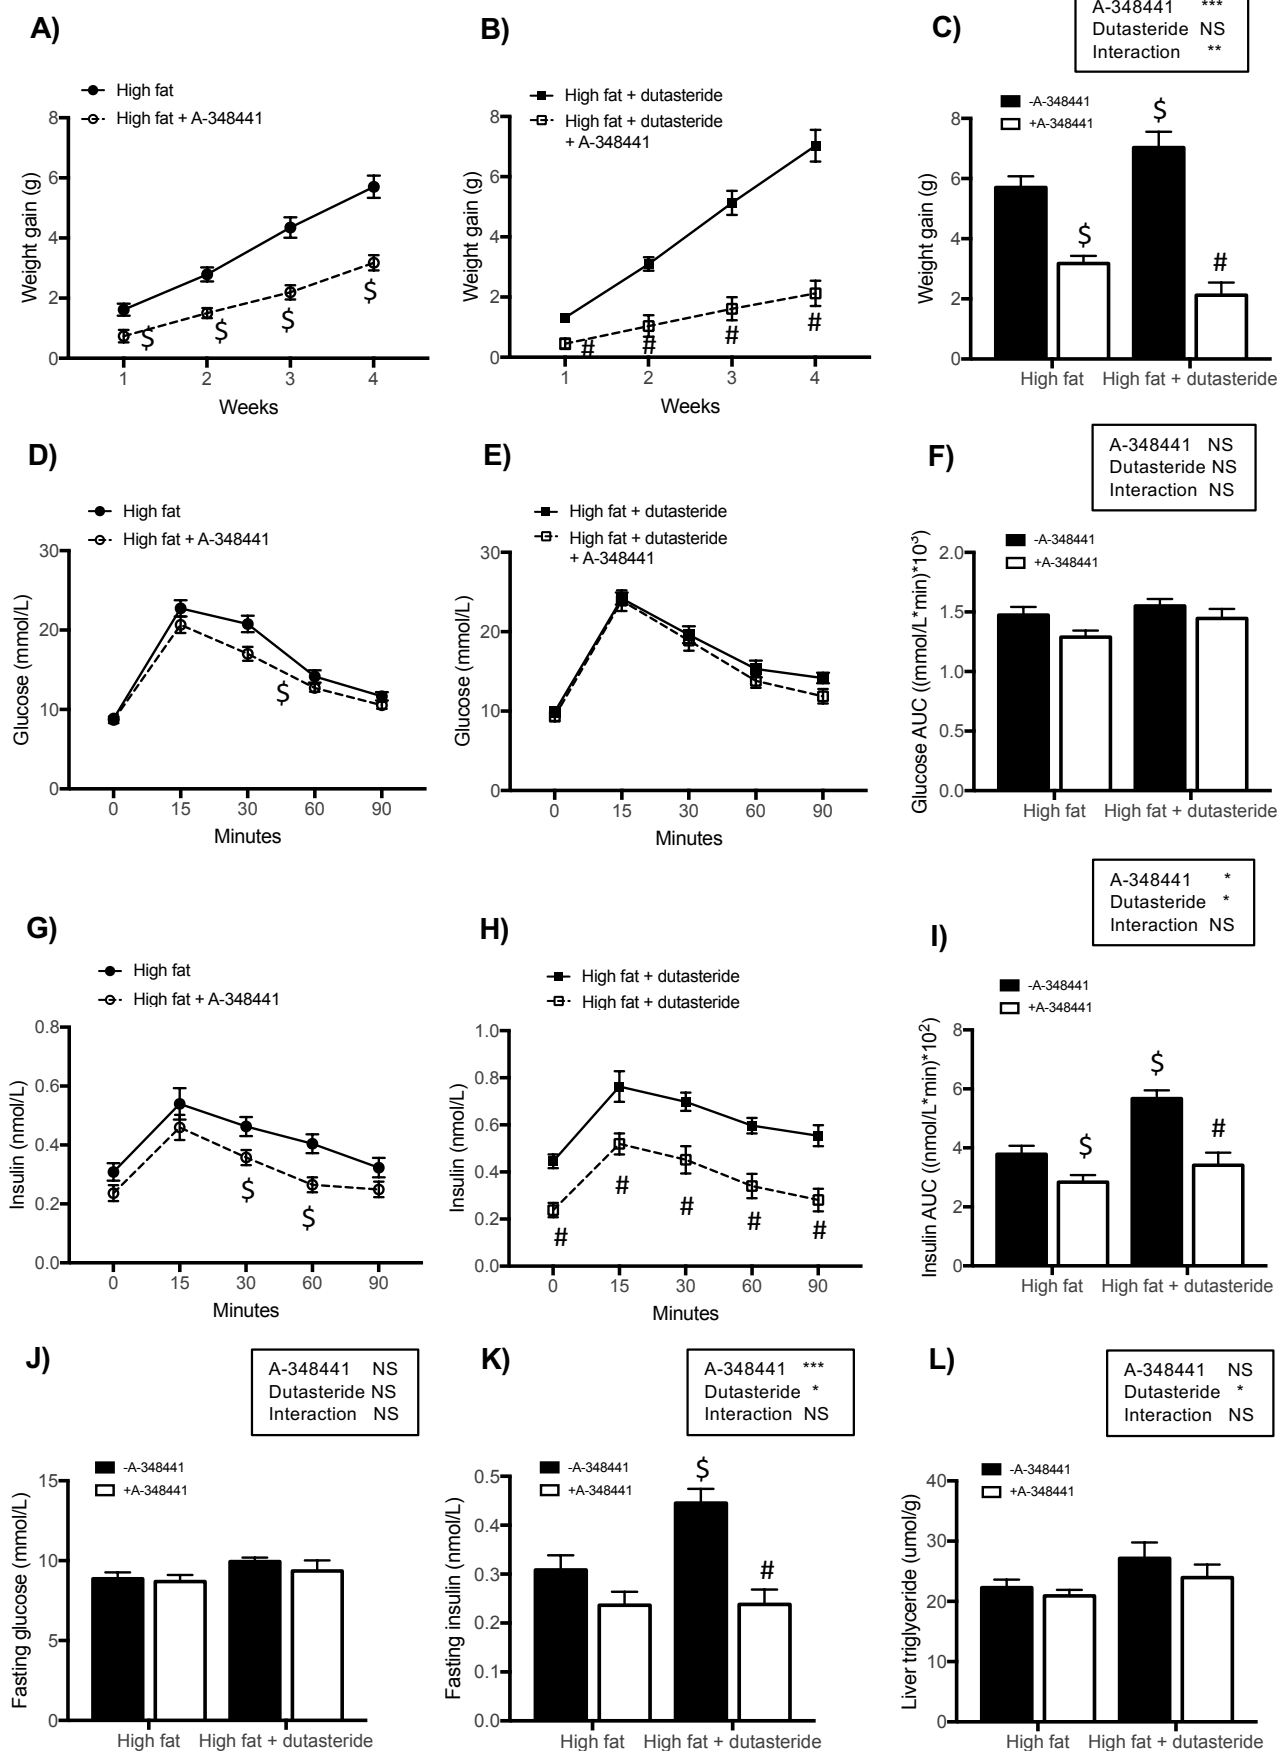 A)
High fat
High fat + A-348441
Weight gain (g)
8
6
4
2
0
$
$
$
$
1 2 3 4
Weeks
B)
High fat + dutasteride
High fat + dutasteride
+ A-348441
Weight gain (g)
8
6
4
2
0
#
#
#
#
1 2 3 4
Weeks
C)
A-348441 ***
Dutasteride NS
Interaction **
-A-348441
+A-348441
Weight gain (g)
8
6
4
2
0
$
$
#
High fat High fat + dutasteride
D)
High fat
High fat + A-348441
Glucose (mmol/L)
30
20
10
0
$
0 15 30 60 90
Minutes
E)
High fat + dutasteride
High fat + dutasteride
+ A-348441
Glucose (mmol/L)
30
20
10
0
0 15 30 60 90
Minutes
F)
A-348441 NS
Dutasteride NS
Interaction NS
-A-348441
+A-348441
Glucose AUC ((mmol/L*min)*10³)
2.0
1.5
1.0
0.5
0.0
High fat High fat + dutasteride
G)
High fat
High fat + A-348441
Insulin (nmol/L)
0.8
0.6
0.4
0.2
0.0
$
$
0 15 30 60 90
Minutes
H)
High fat + dutasteride
High fat + dutasteride
Insulin (nmol/L)
1.0
0.8
0.6
0.4
0.2
0.0
#
#
#
#
#
0 15 30 60 90
Minutes
I)
A-348441 *
Dutasteride *
Interaction NS
-A-348441
+A-348441
Insulin AUC ((nmol/L*min)*10²)
8
6
4
2
0
$
$
#
High fat High fat + dutasteride
J)
A-348441 NS
Dutasteride NS
Interaction NS
-A-348441
+A-348441
Fasting glucose (mmol/L)
15
10
5
0
High fat High fat + dutasteride
K)
A-348441 ***
Dutasteride *
Interaction NS
-A-348441
+A-348441
Fasting insulin (nmol/L)
0.5
0.4
0.3
0.2
0.1
0.0
$
#
High fat High fat + dutasteride
L)
A-348441 NS
Dutasteride *
Interaction NS
-A-348441
+A-348441
Liver triglyceride (umol/g)
40
30
20
10
0
High fat High fat + dutasteride